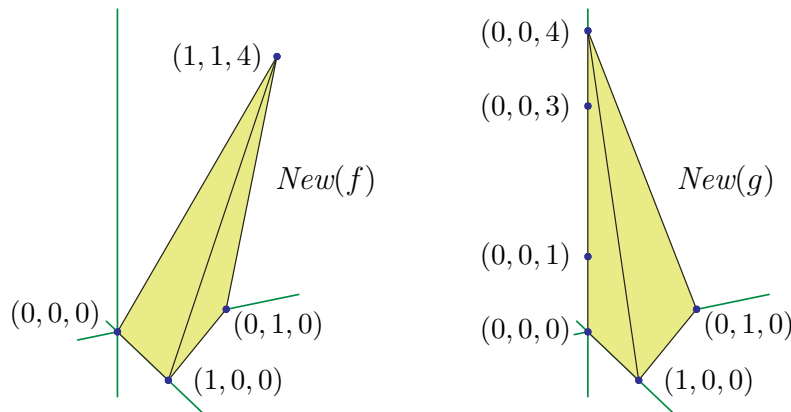 (1, 1, 4)
New(f)
(0, 0, 0)
(0, 1, 0)
(1, 0, 0)
(0, 0, 4)
(0, 0, 3)
New(g)
(0, 0, 1)
(0, 0, 0)
(0, 1, 0)
(1, 0, 0)